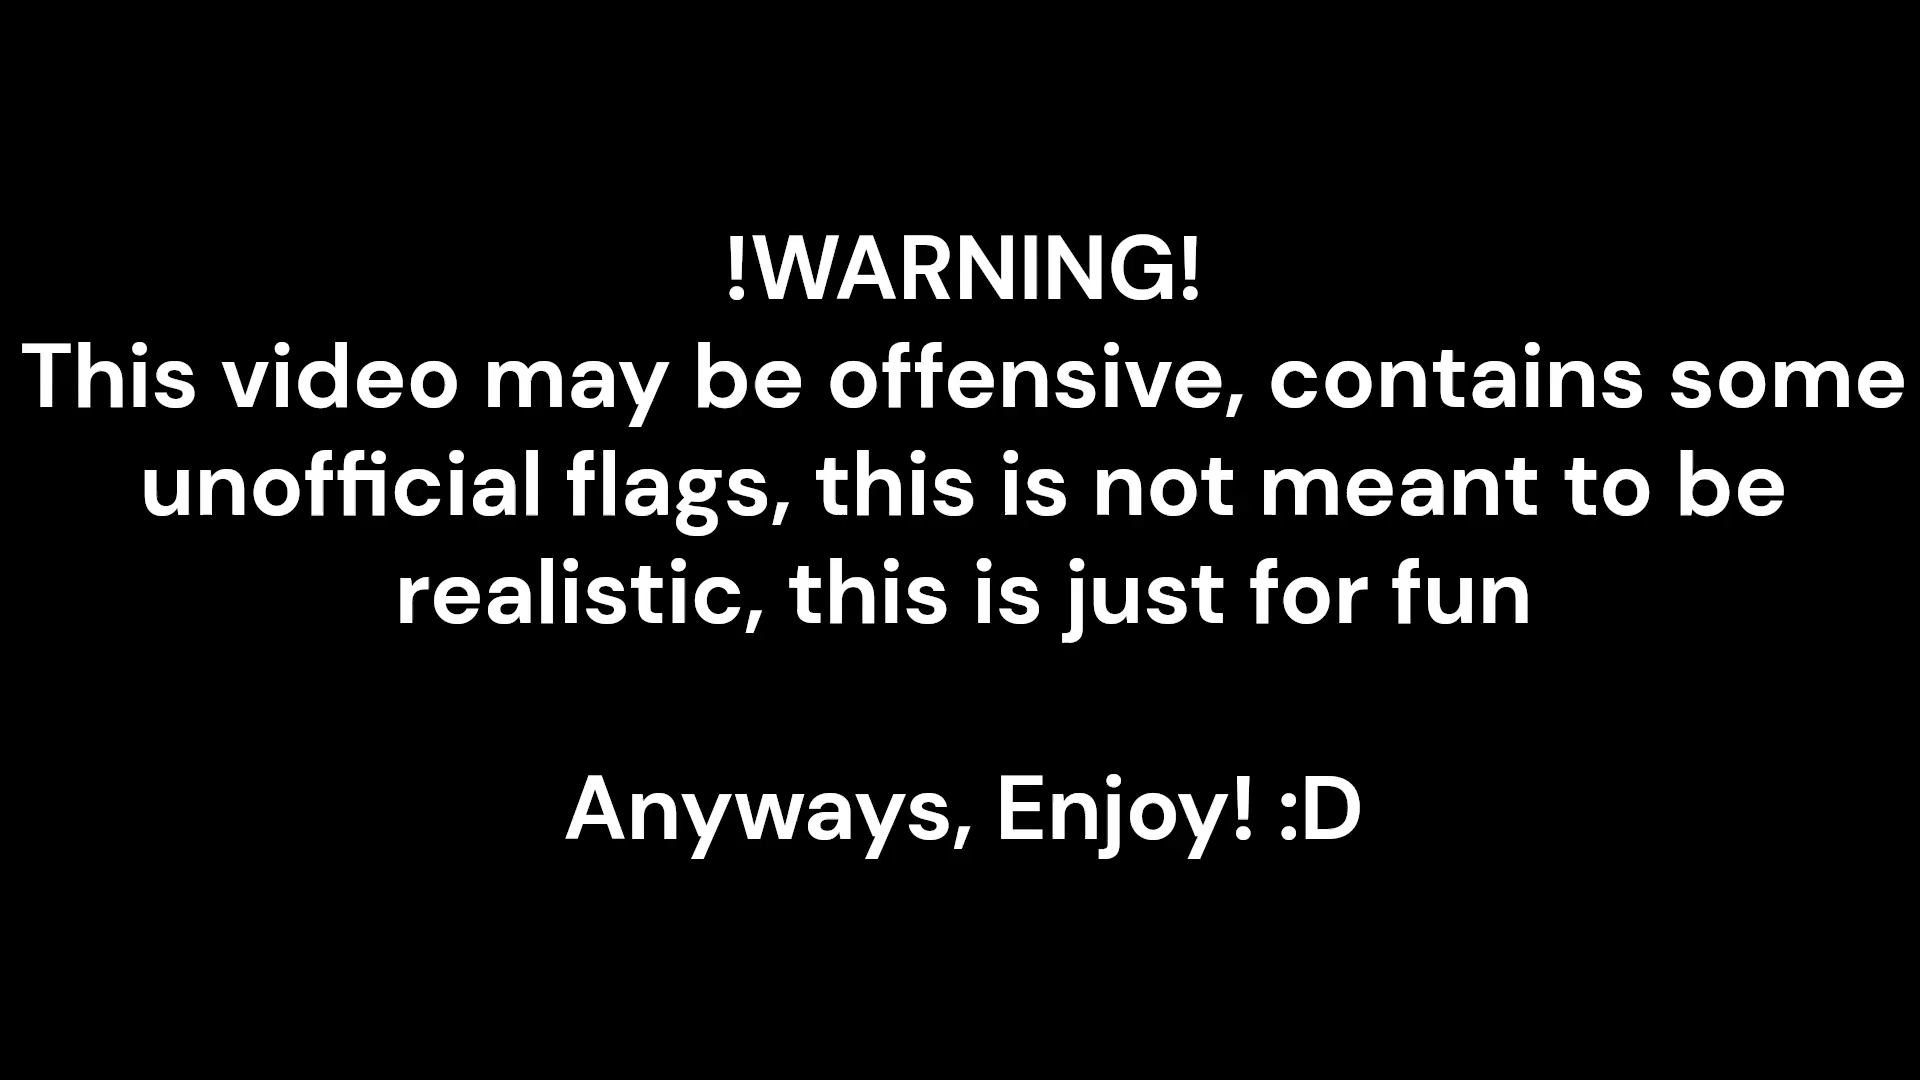 !WARNING!
This video may be offensive, contains some
unofficial flags, this is not meant to be
realistic, this is just for fun
Anyways, Enjoy! :D